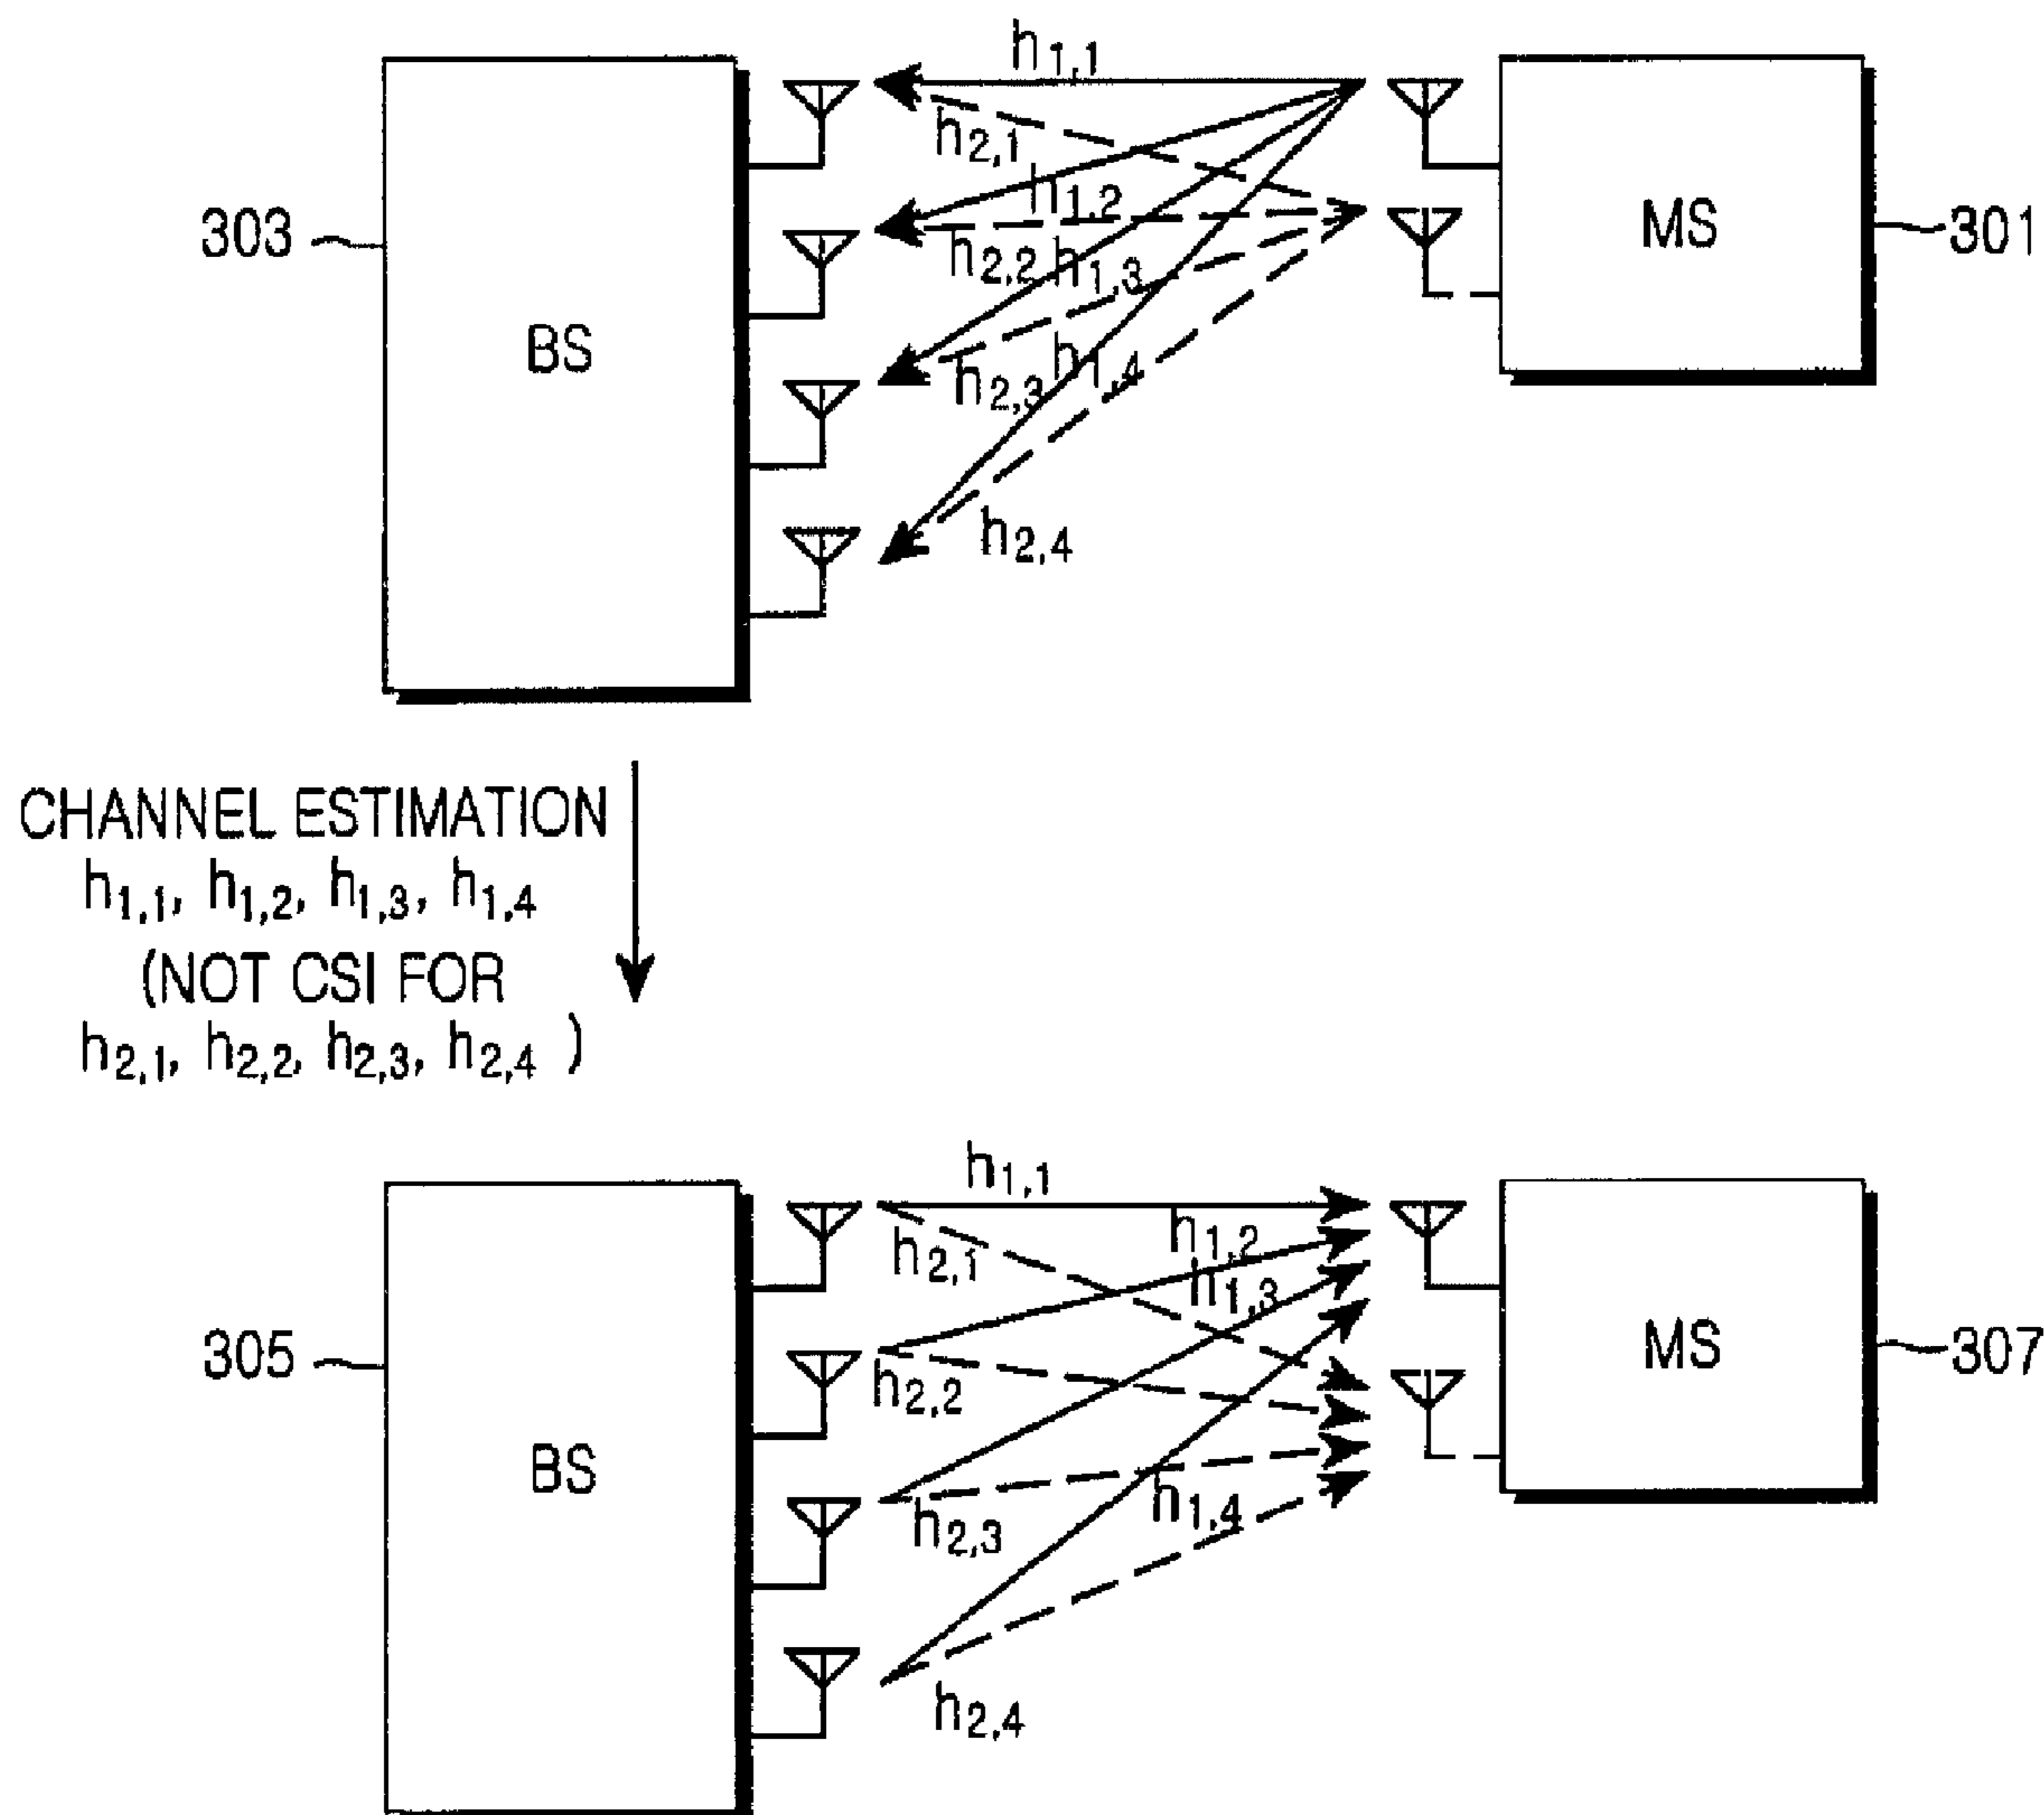 h1,1
h2,1
h1,2
303
BS
MS
301
h2,2 h1,3
h2,3 h1,4
h2,4
CHANNEL ESTIMATION
h1,1, h1,2, h1,3, h1,4
(NOT CSI FOR
h2,1, h2,2, h2,3, h2,4 )
h1,1
h2,1
h1,2
h1,3
305
BS
MS
307
h2,2
h2,3
h1,4
h2,4